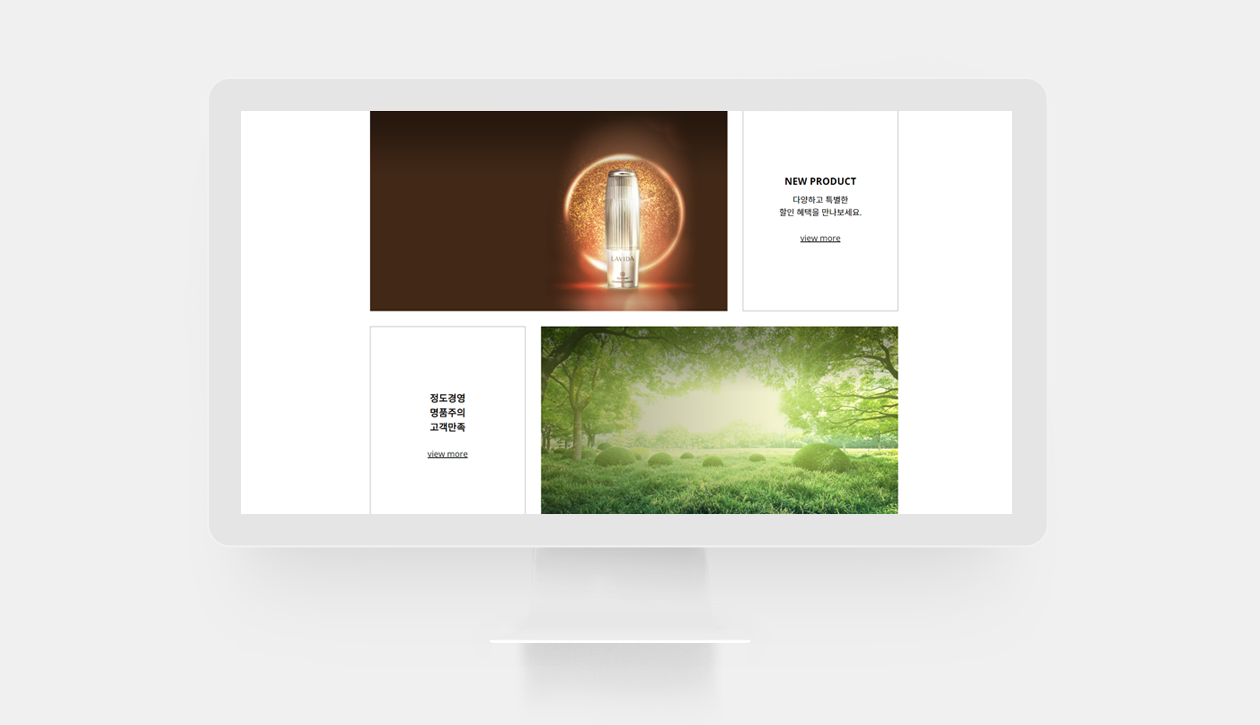 NEW PRODUCT
다양하고 특별한
할인 혜택을 만나보세요.
view more
LAVIDA
정도경영
명품주의
고객만족
view more